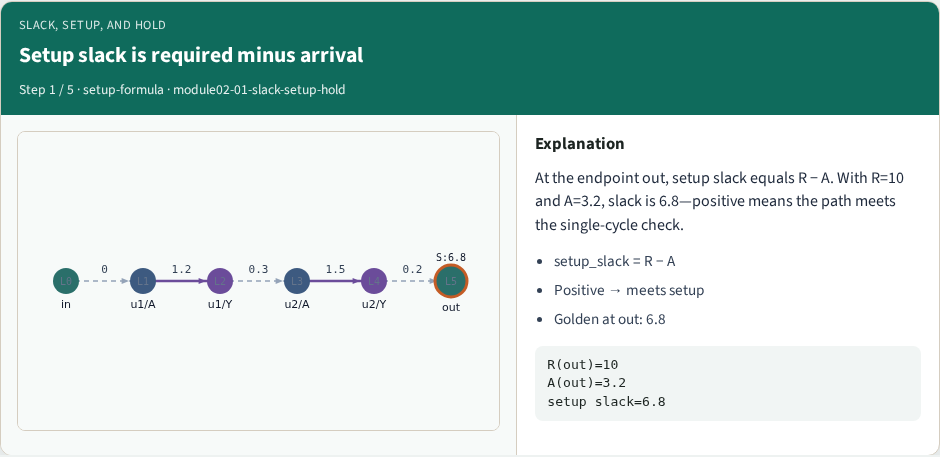 SLACK, SETUP, AND HOLD
Setup slack is required minus arrival
Step 1 / 5 · setup-formula · module02-01-slack-setup-hold
S:6.8
0 1.2 0.3 1.5 0.2
L0 L1 L2 L3 L4 L5
in u1/A u1/Y u2/A u2/Y out
Explanation
At the endpoint out, setup slack equals R − A. With R=10
and A=3.2, slack is 6.8—positive means the path meets
the single-cycle check.
• setup_slack = R − A
• Positive → meets setup
• Golden at out: 6.8
R(out)=10
A(out)=3.2
setup slack=6.8